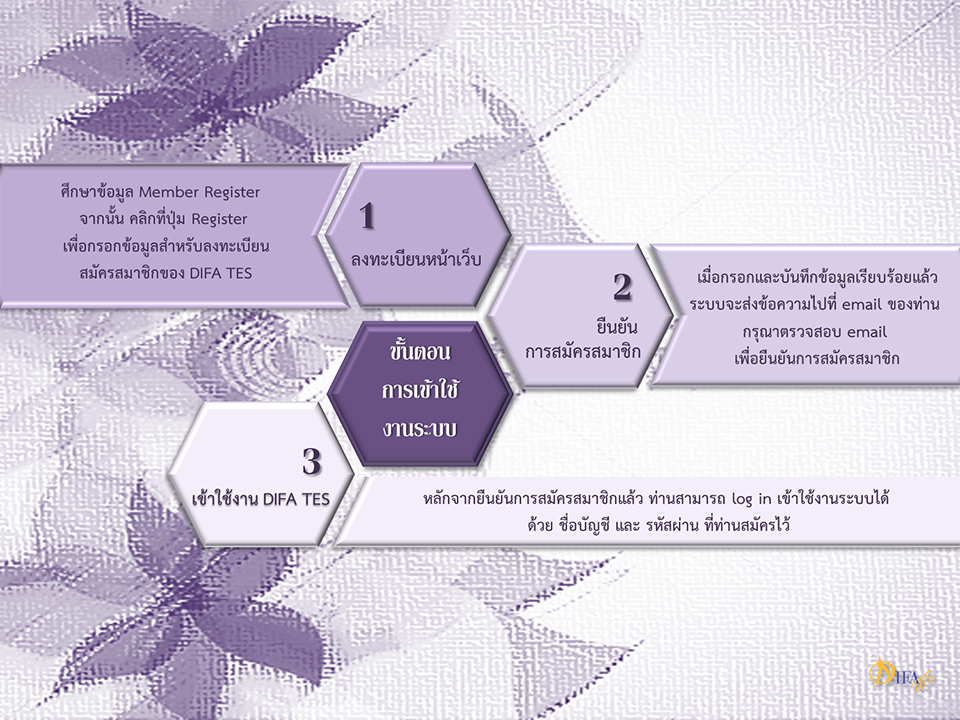 ขั้นตอน
การเข้าใช้
งานระบบ
1
ลงทะเบียนหน้าเว็บ
ศึกษาข้อมูล Member Register
จากนั้น คลิกที่ปุ่ม Register
เพื่อกรอกข้อมูลสำหรับลงทะเบียน
สมัครสมาชิกของ DIFA TES
2
ยืนยัน
การสมัครสมาชิก
เมื่อกรอกและบันทึกข้อมูลเรียบร้อยแล้ว
ระบบจะส่งข้อความไปที่ email ของท่าน
กรุณาตรวจสอบ email
เพื่อยืนยันการสมัครสมาชิก
3
เข้าใช้งาน DIFA TES
หลักจากยืนยันการสมัครสมาชิกแล้ว ท่านสามารถ log in เข้าใช้งานระบบได้
ด้วย ชื่อบัญชี และ รหัสผ่าน ที่ท่านสมัครไว้
DIFA